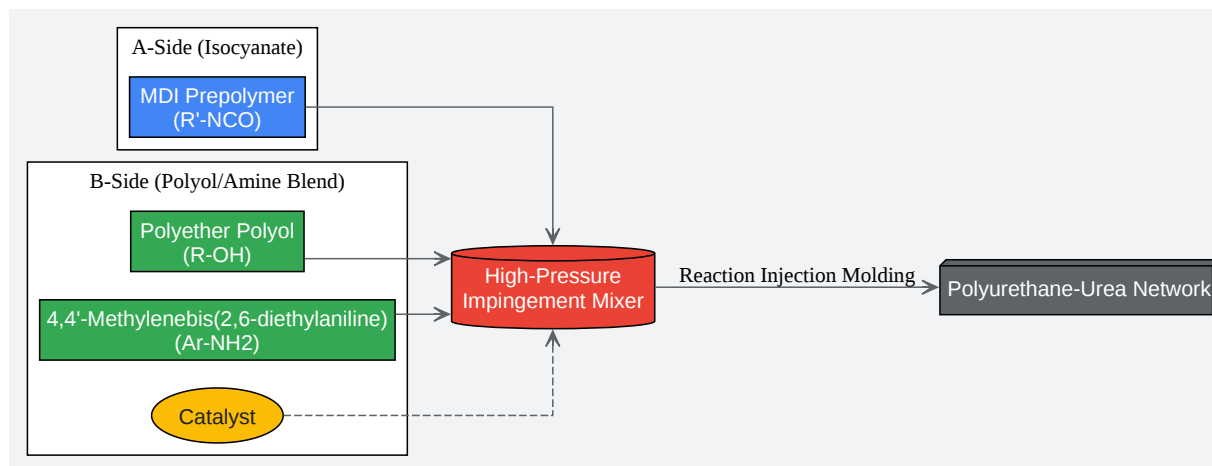 A-Side (Isocyanate)
MDI Prepolymer
(R'-NCO)
B-Side (Polyol/Amine Blend)
Polyether Polyol
(R-OH)
4,4'-Methylenebis(2,6-diethylaniline)
(Ar-NH2)
Catalyst
High-Pressure
Impingement Mixer
Reaction Injection Molding
Polyurethane-Urea Network